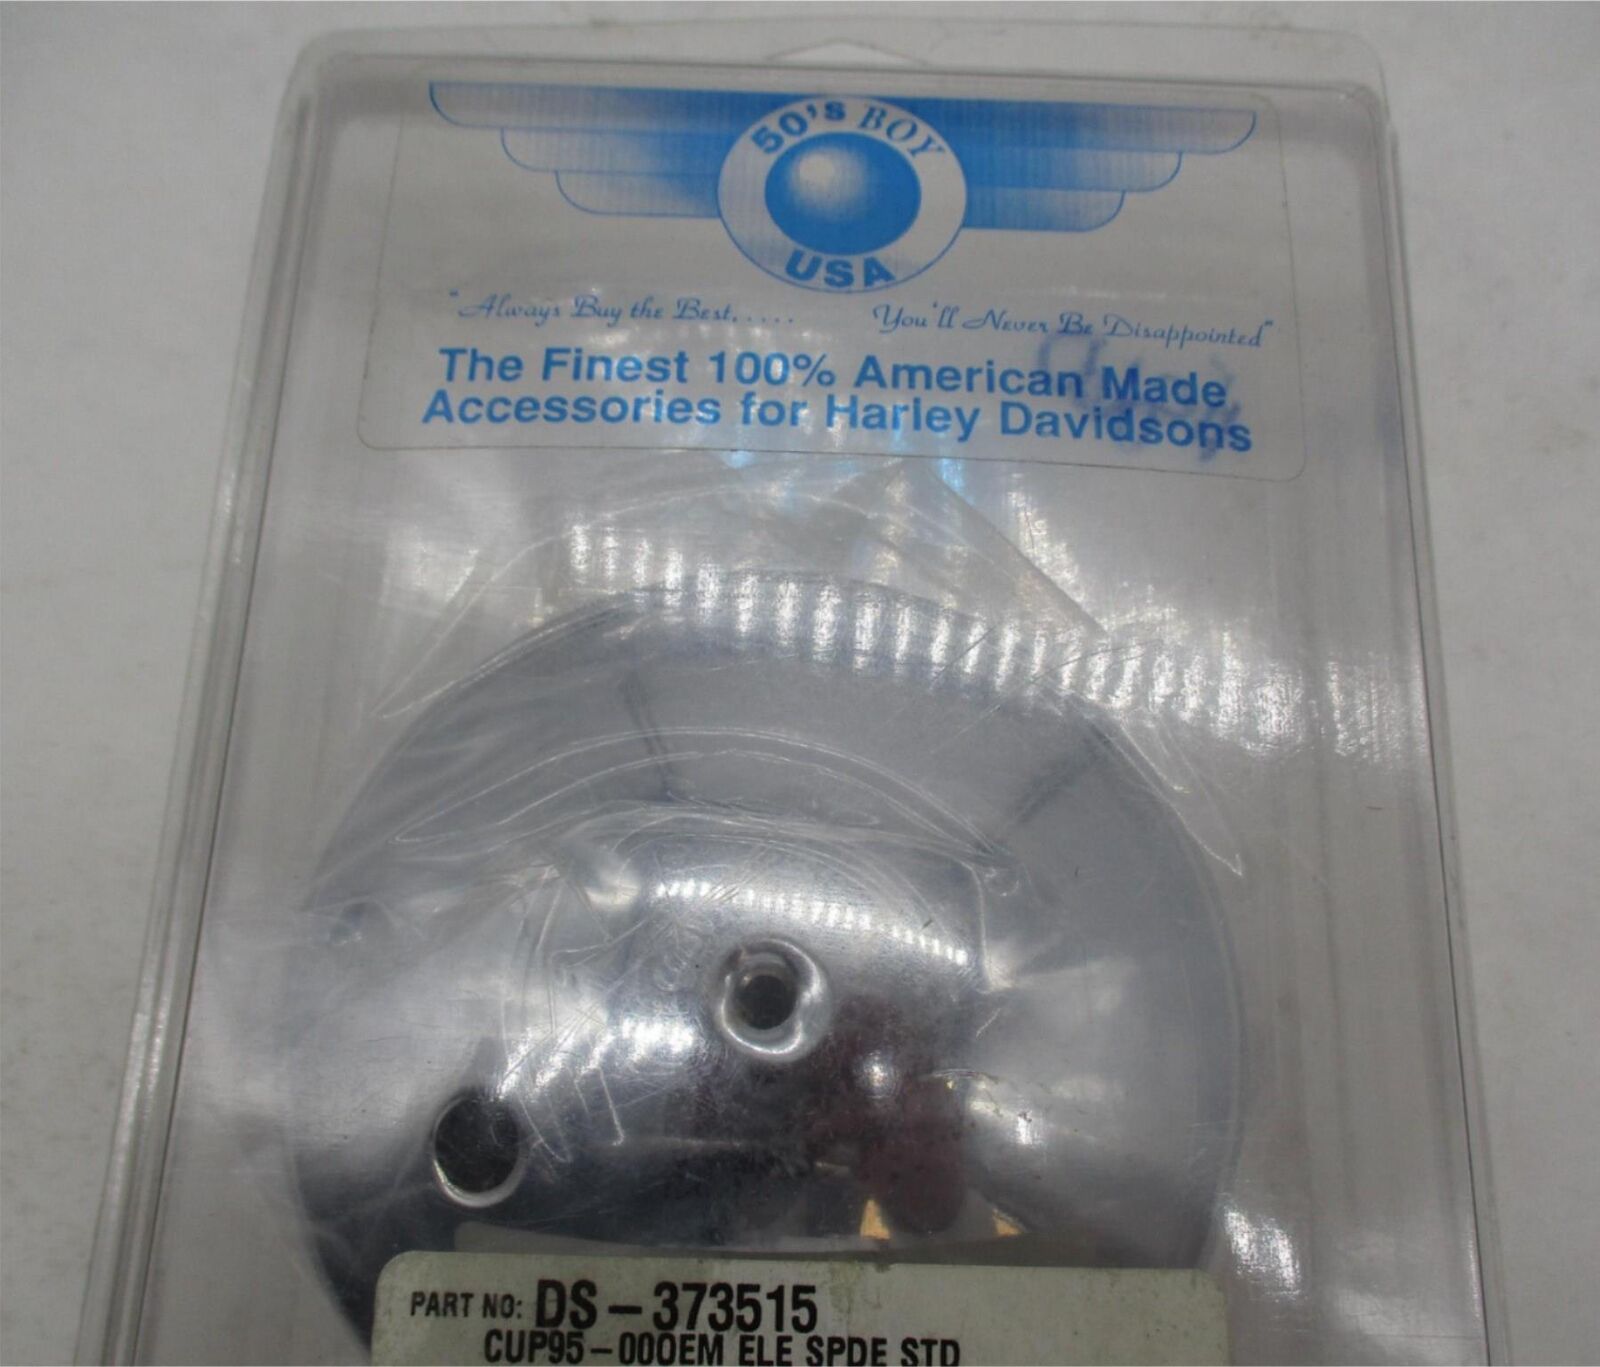 50's BOY
USA
"Always Buy the Best..... You'll Never Be Disappointed"
The Finest 100% American Made
Accessories for Harley Davidsons
PART NO: DS-373515
CUP95-00OEM ELE SPDE STD